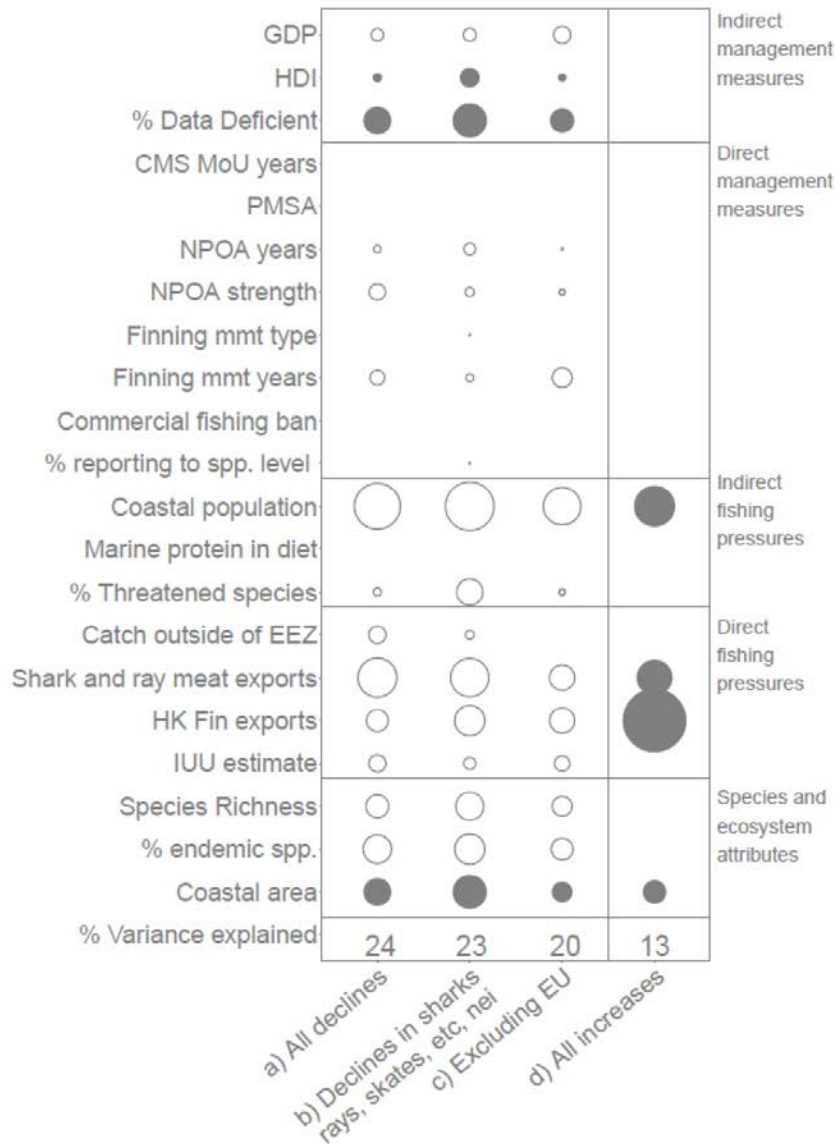 GDP
HDI
% Data Deficient
Indirect
management
measures
CMS MoU years
PMSA
NPOA years
NPOA strength
Finning mmt type
Finning mmt years
Commercial fishing ban
% reporting to spp. level
Direct
management
measures
Coastal population
Marine protein in diet
% Threatened species
Indirect
fishing
pressures
Catch outside of EEZ
Shark and ray meat exports
HK Fin exports
IUU estimate
Direct
fishing
pressures
Species Richness
% endemic spp.
Coastal area
Species and
ecosystem
attributes
% Variance explained 24 23 20 13
a) All declines
b) Declines in sharks
rays, skates, etc, nei
c) Excluding EU
d) All increases